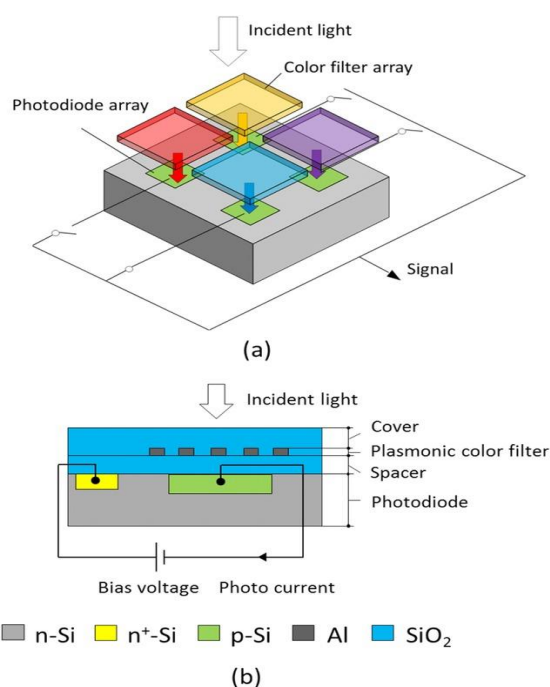 Incident light
Color filter array
Photodiode array
Signal
(a)
Incident light
Cover
Plasmonic color filter
Spacer
Photodiode
Bias voltage Photo current
n-Si n⁺-Si p-Si Al SiO₂
(b)